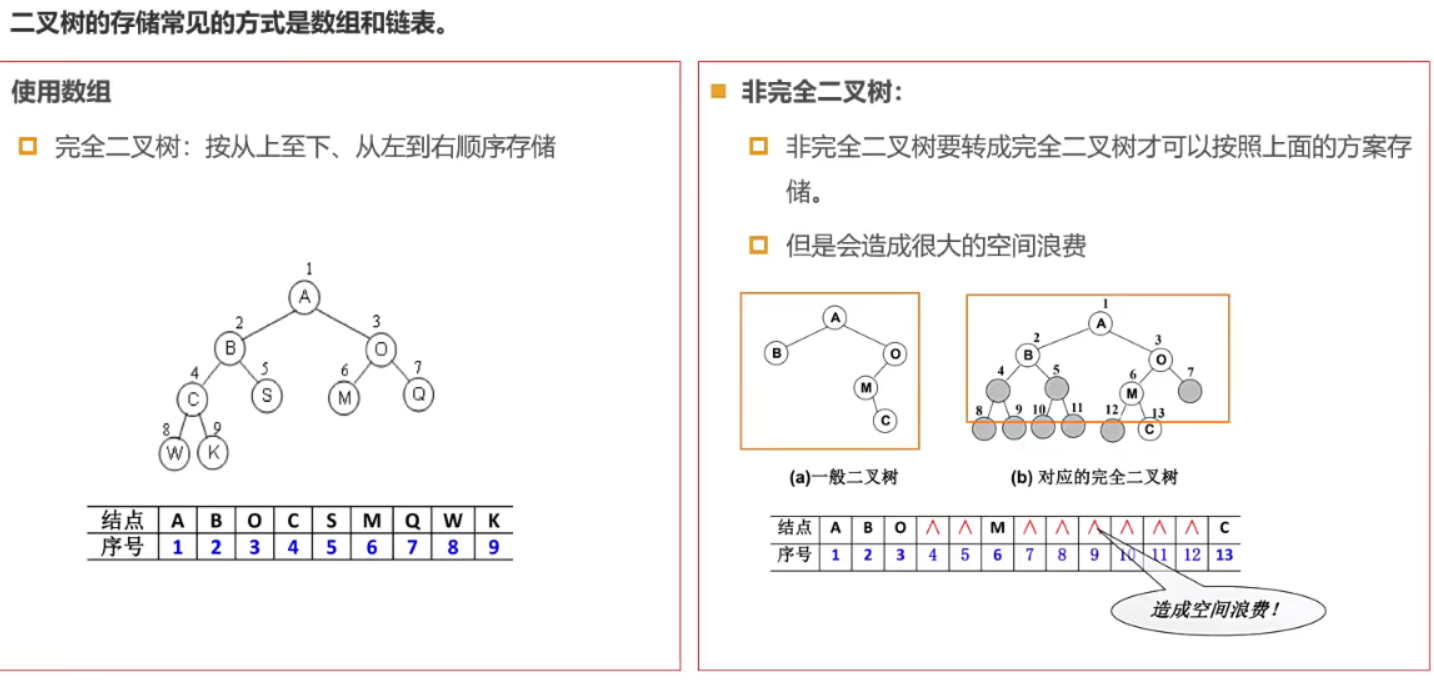 二叉树的存储常见的方式是数组和链表。
使用数组
完全二叉树：按从上至下、从左到右顺序存储
1
A
2
3
B
O
4
5
6
7
C
S
M
Q
8
9
W
K
结点 A B O C S M Q W K
序号 1 2 3 4 5 6 7 8 9
非完全二叉树：
非完全二叉树要转成完全二叉树才可以按照上面的方案存
储。
但是会造成很大的空间浪费
A
B
O
M
C
(a)一般二叉树
1
A
2
3
B
O
4
5
6
7
M
8
9
10
11
12
13
C
(b) 对应的完全二叉树
结点 A B O ∧ ∧ M ∧ ∧ ∧ ∧ ∧ ∧ C
序号 1 2 3 4 5 6 7 8 9 10 11 12 13
造成空间浪费！